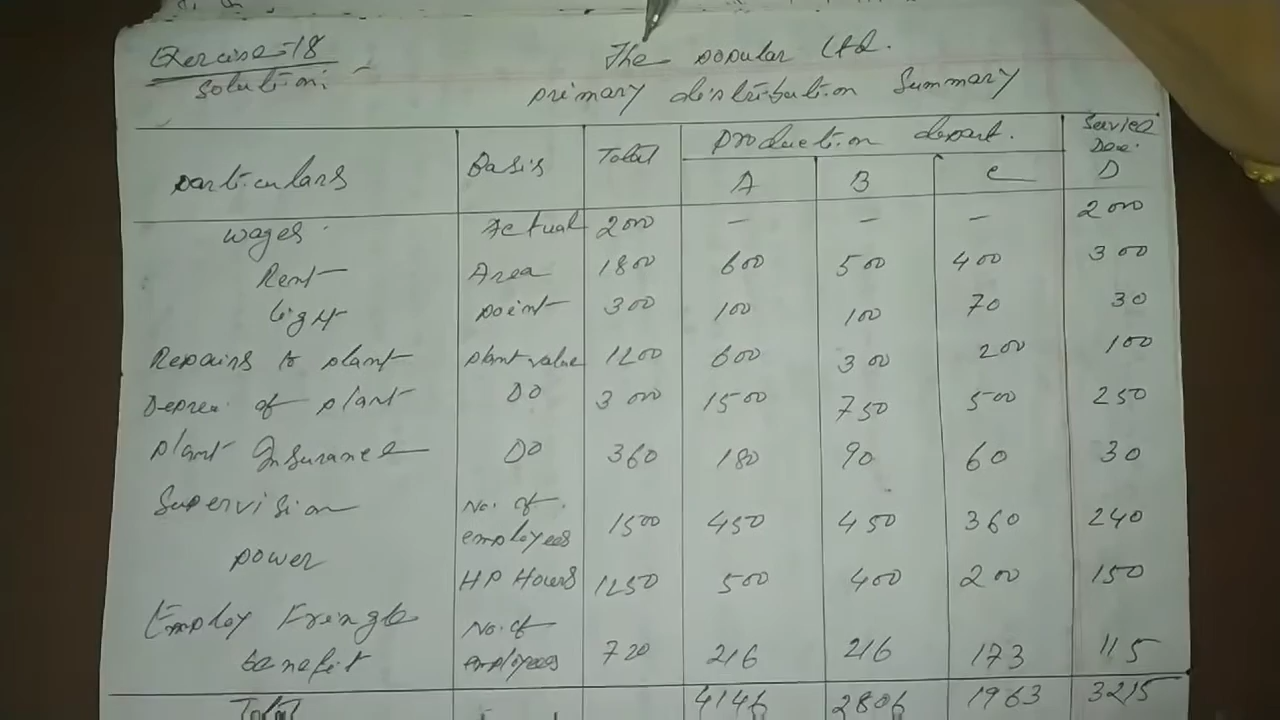 Exercise-18
The popular Ltd.
Solution:
primary distribution Summary
particulars Basis Total production depart. Service Dec.
A B C D
wages Actual 2000 - - - 2000
Rent Area 1800 600 500 400 300
Light point 300 100 100 70 30
Repairs to plant plant value 1200 600 300 200 100
Deprec. of plant Do 3000 1500 750 500 250
plant Insurance Do 360 180 90 60 30
Supervision No. of employees 1500 450 450 360 240
power HP Hours 1250 500 400 200 150
Employ Fringe benefit No. of employees 720 216 216 173 115
Total 4146 2806 1963 3215